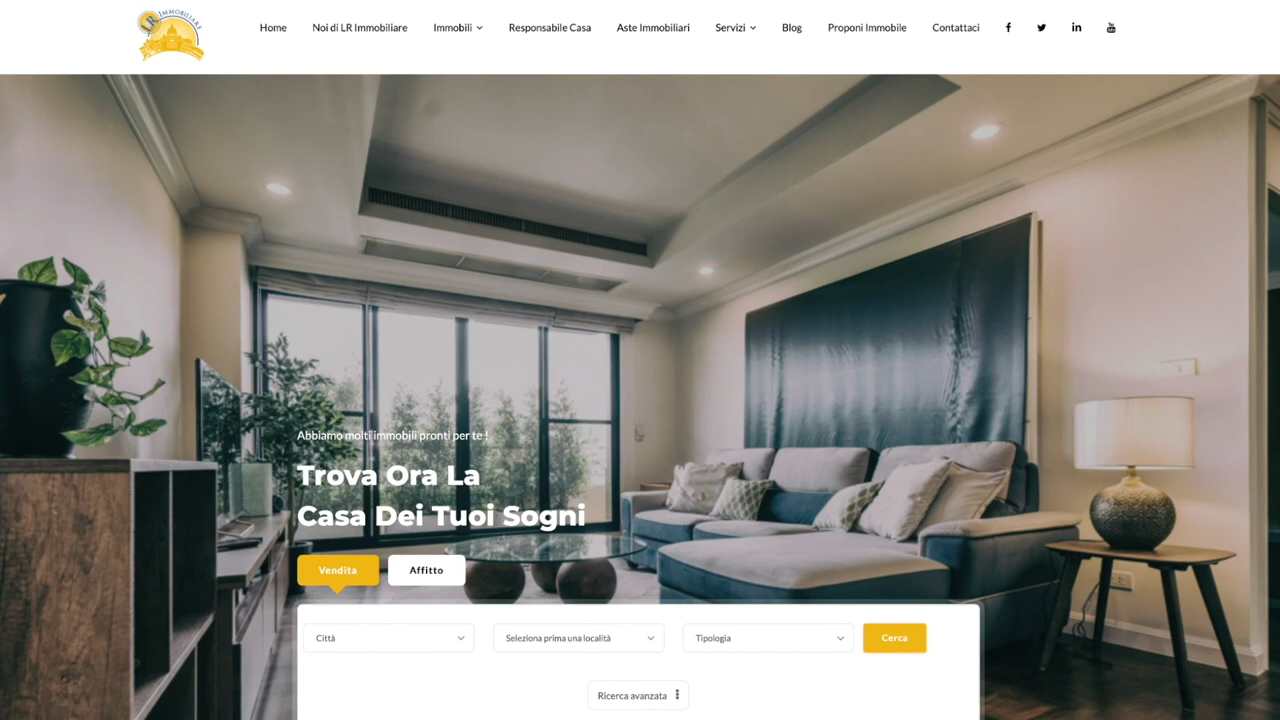 LR IMMOBILIARE
Home
Noi di LR Immobiliare
Immobili
Responsabile Casa
Aste Immobiliari
Servizi
Blog
Proponi Immobile
Contattaci
Abbiamo molti immobili pronti per te !
Trova Ora La
Casa Dei Tuoi Sogni
Vendita
Affitto
Città
Seleziona prima una località
Tipologia
Cerca
Ricerca avanzata